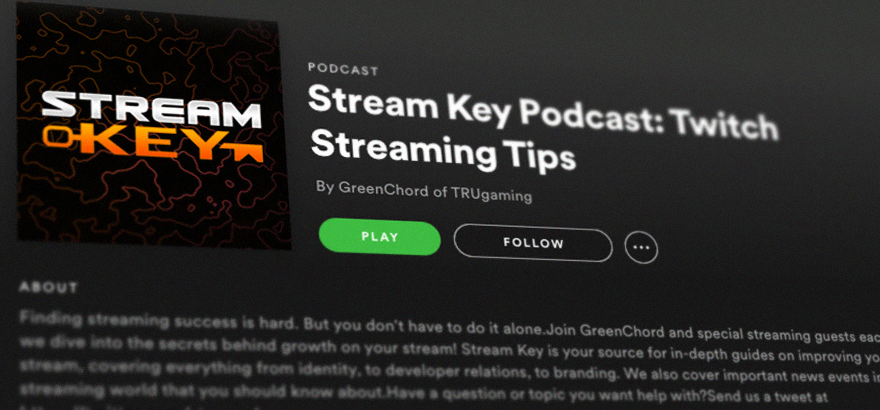 STREAM
KEY
PODCAST
Stream Key Podcast: Twitch
Streaming Tips
By GreenChord of TRUgaming
PLAY
FOLLOW
ABOUT
Finding streaming success is hard. But you don't have to do it alone.Join GreenChord and special streaming guests eac
we dive into the secrets behind growth on your stream! Stream Key is your source for in-depth guides on improving yo
stream, covering everything from identity, to developer relations, to branding. We also cover important news events in
streaming world that you should know about.Have a question or topic you want help with?Send us a tweet at